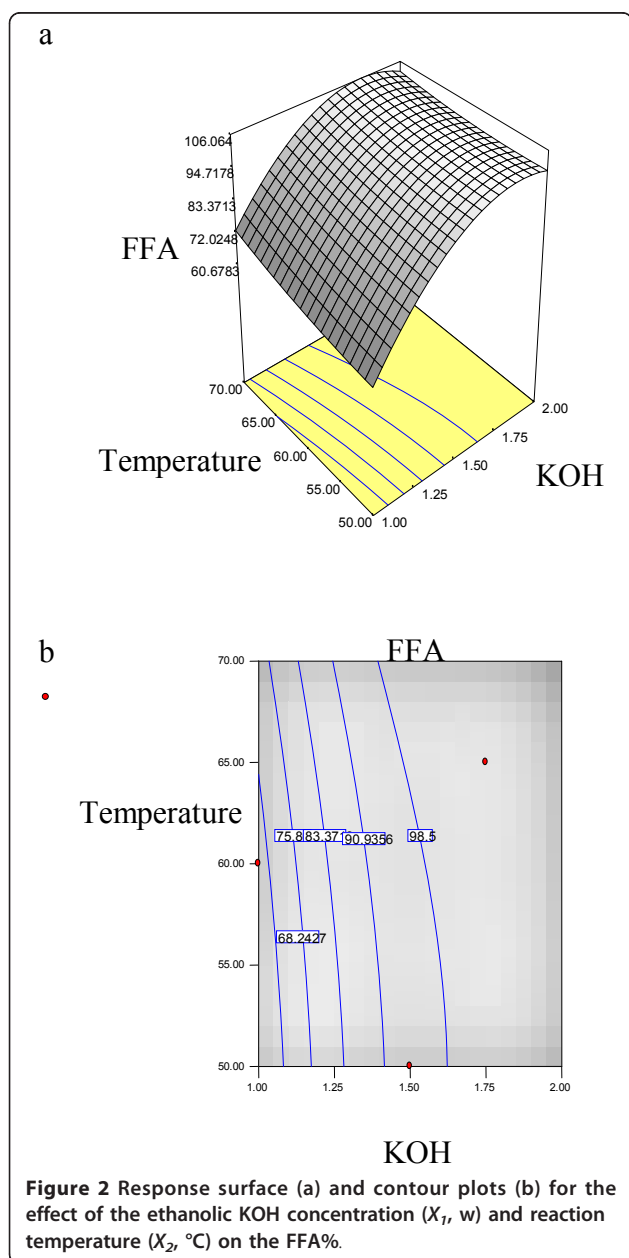 a
106.064
94.7178
83.3713
72.0248
60.6783
FFA
70.00
65.00
60.00
55.00
50.00
Temperature
2.00
1.75
1.50
1.25
1.00
KOH
b
FFA
70.00
65.00
60.00
55.00
50.00
Temperature
75.8
83.37
90.9356
98.5
68.2427
1.00 1.25 1.50 1.75 2.00
KOH
Figure 2 Response surface (a) and contour plots (b) for the
effect of the ethanolic KOH concentration (X1, w) and reaction
temperature (X2, °C) on the FFA%.